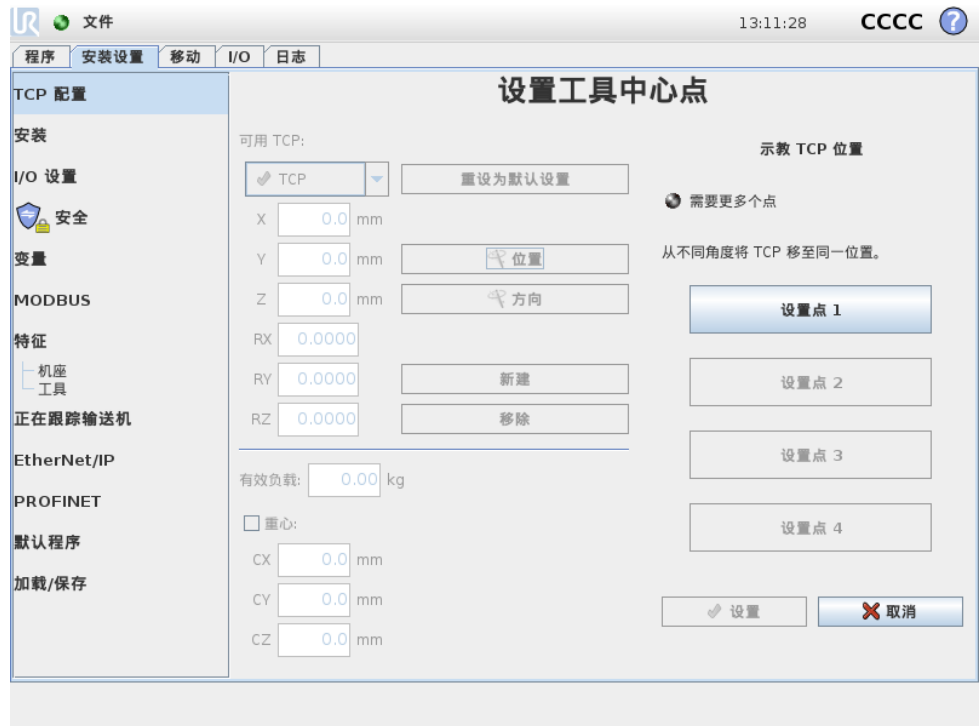 UR 文件 13:11:28 CCCC ?
程序 安装设置 移动 I/O 日志
TCP 配置
安装
I/O 设置
安全
变量
MODBUS
特征
机座
工具
正在跟踪输送机
EtherNet/IP
PROFINET
默认程序
加载/保存
设置工具中心点
可用 TCP:
TCP 重设为默认设置
X 0.0 mm
Y 0.0 mm 位置
Z 0.0 mm 方向
RX 0.0000
RY 0.0000 新建
RZ 0.0000 移除
有效负载: 0.00 kg
重心:
CX 0.0 mm
CY 0.0 mm
CZ 0.0 mm
示教 TCP 位置
需要更多个点
从不同角度将 TCP 移至同一位置。
设置点 1
设置点 2
设置点 3
设置点 4
设置 取消